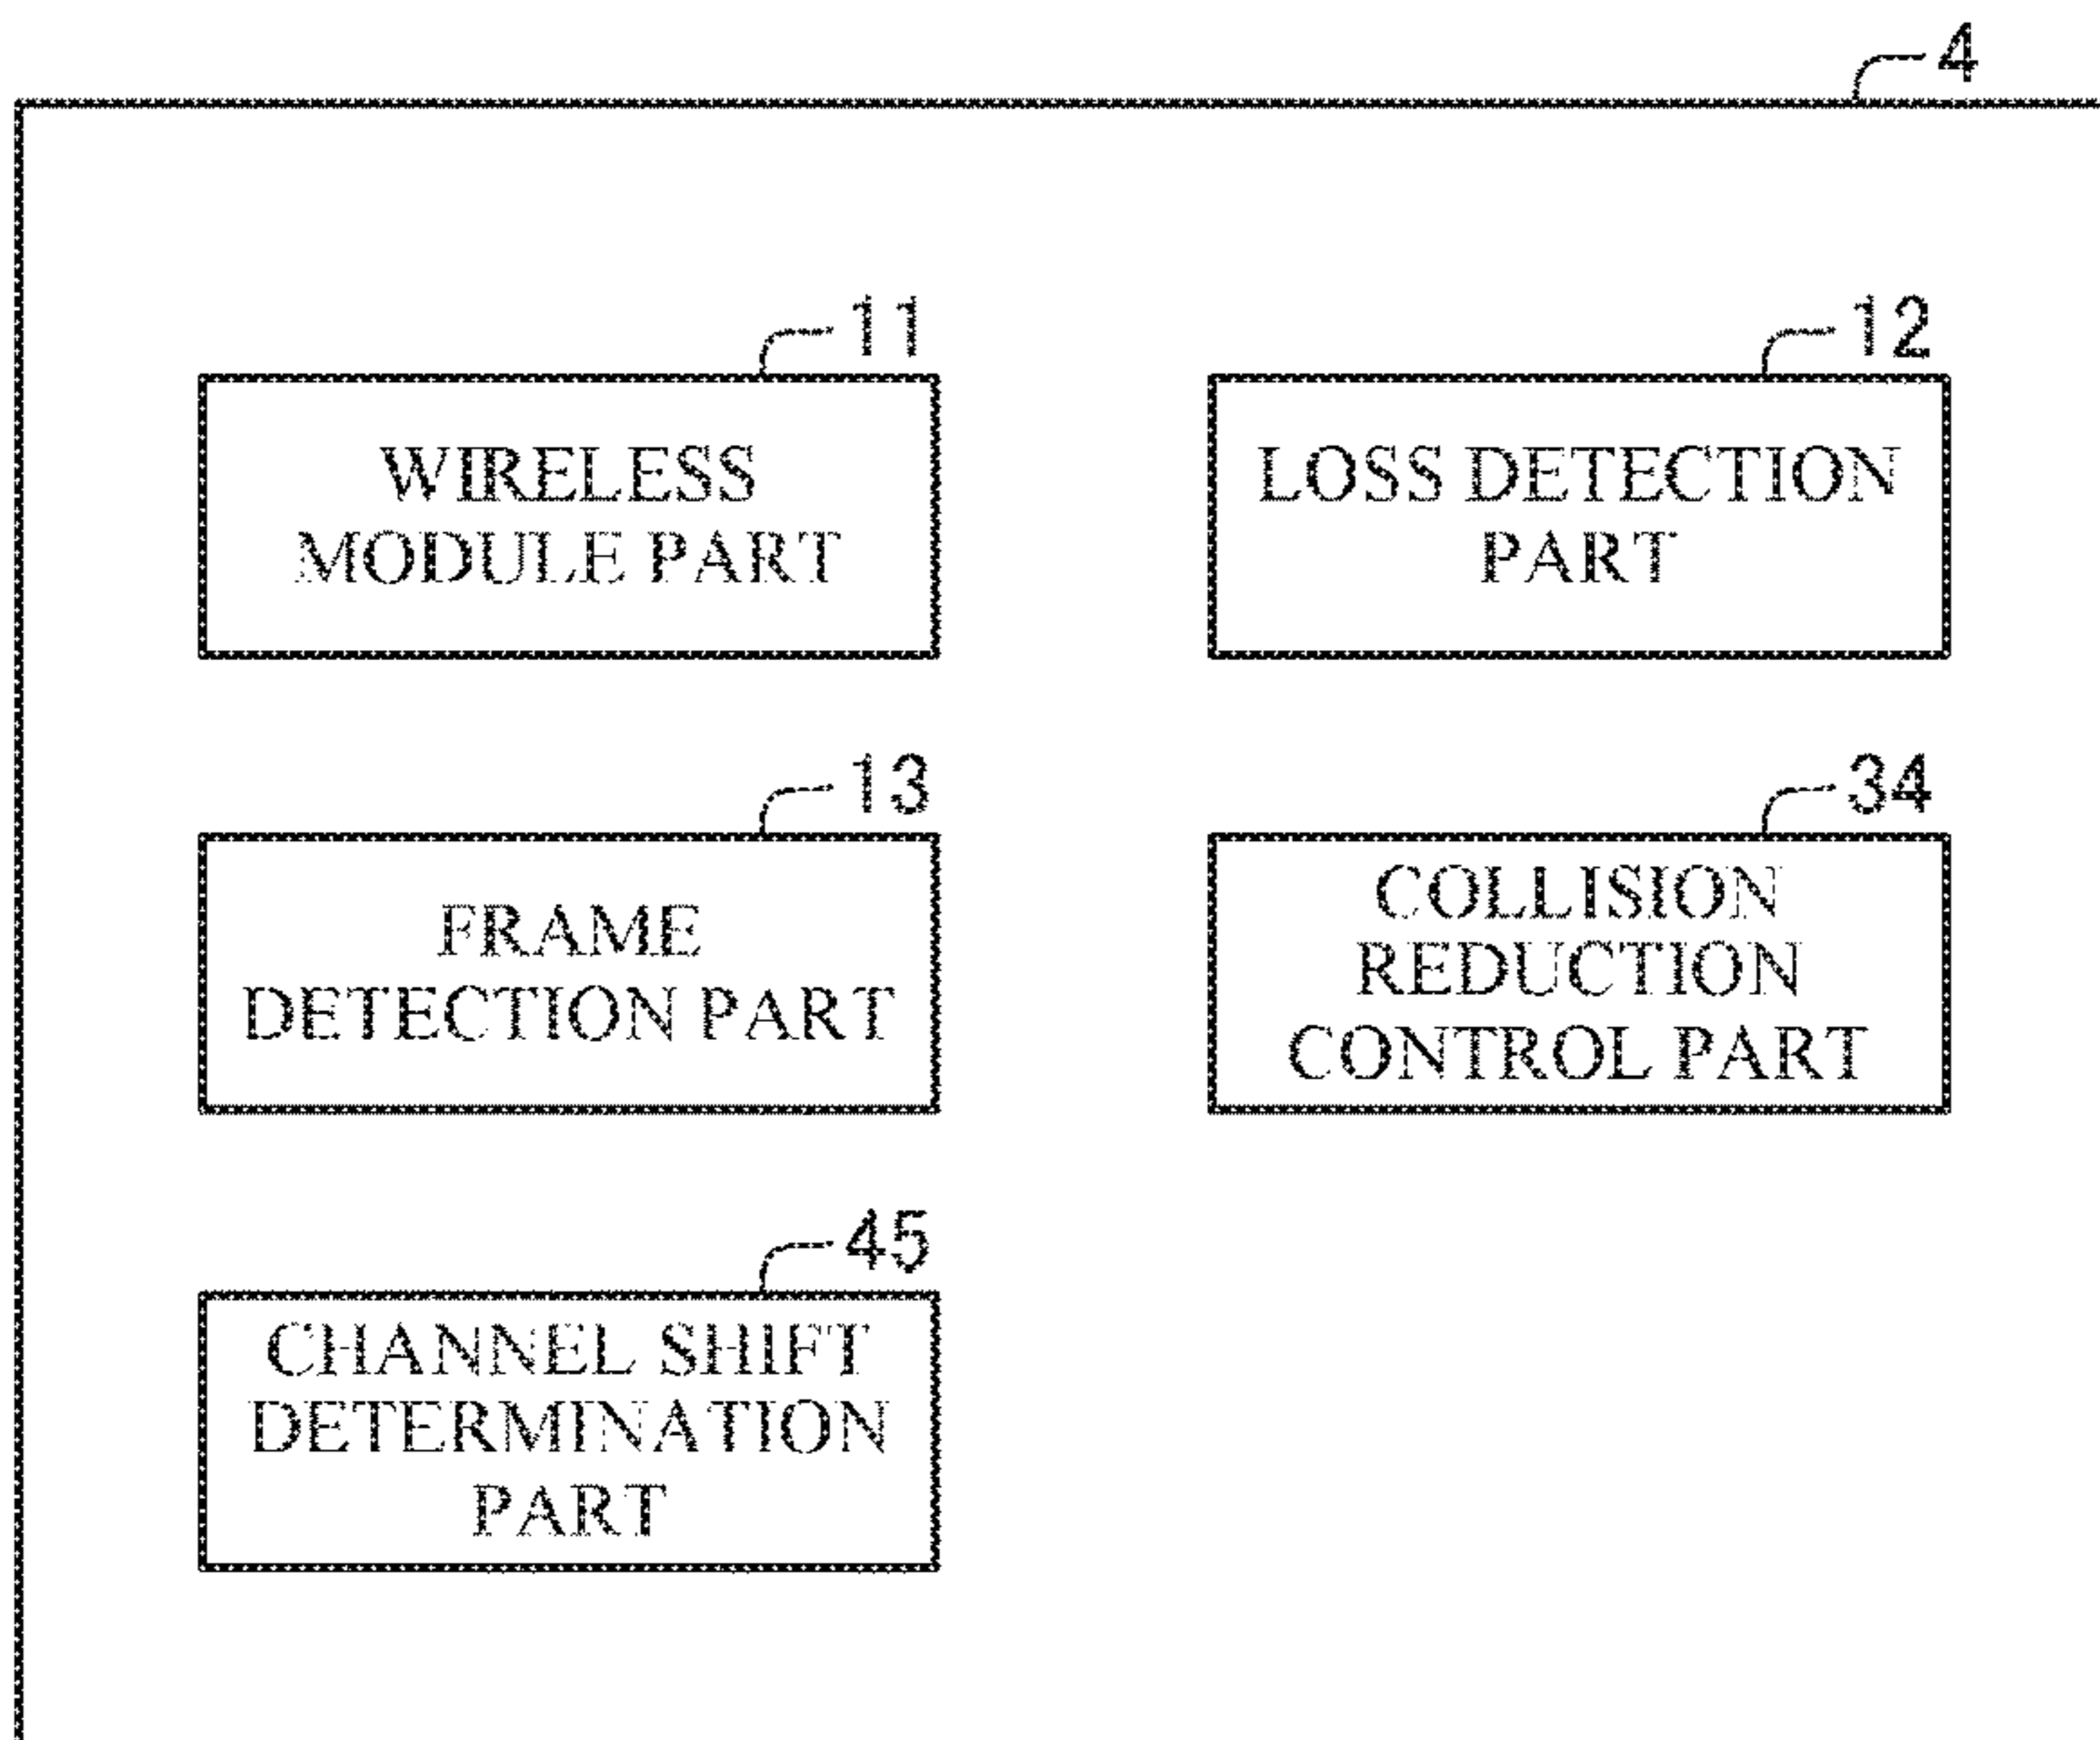 4
11
WIRELESS
MODULE PART
12
LOSS DETECTION
PART
13
FRAME
DETECTION PART
34
COLLISION
REDUCTION
CONTROL PART
45
CHANNEL SHIFT
DETERMINATION
PART